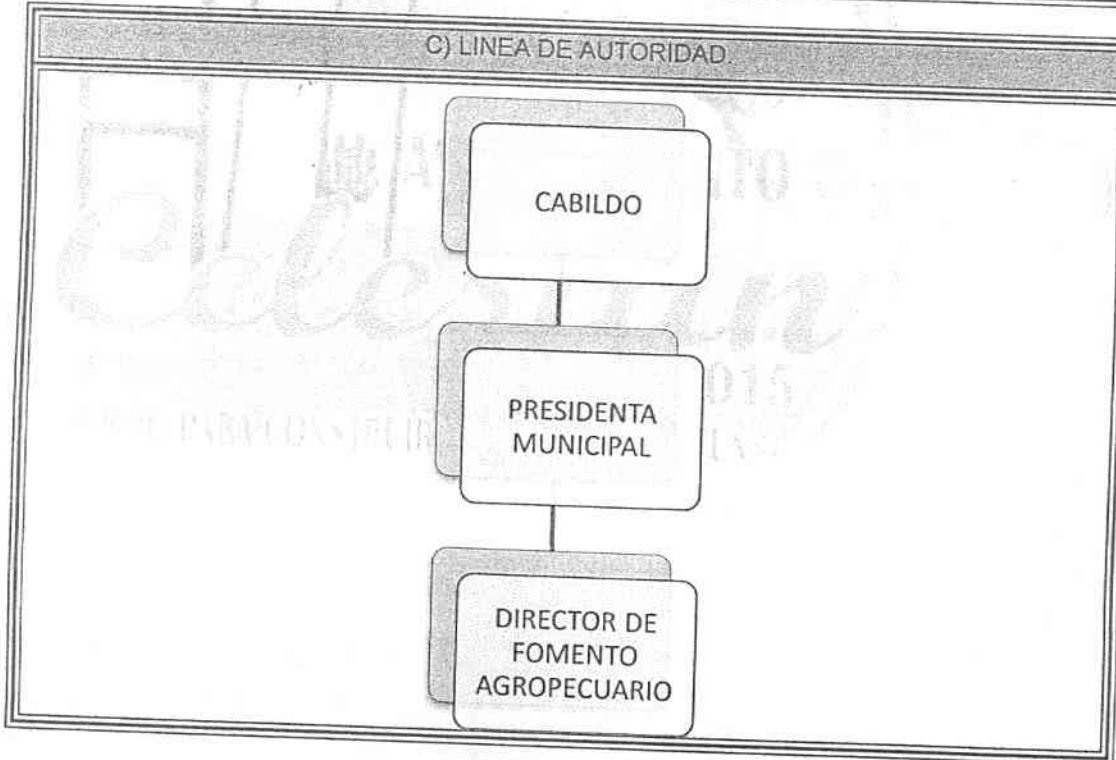 C) LINEA DE AUTORIDAD.
CABILDO
PRESIDENTA
MUNICIPAL
DIRECTOR DE
FOMENTO
AGROPECUARIO